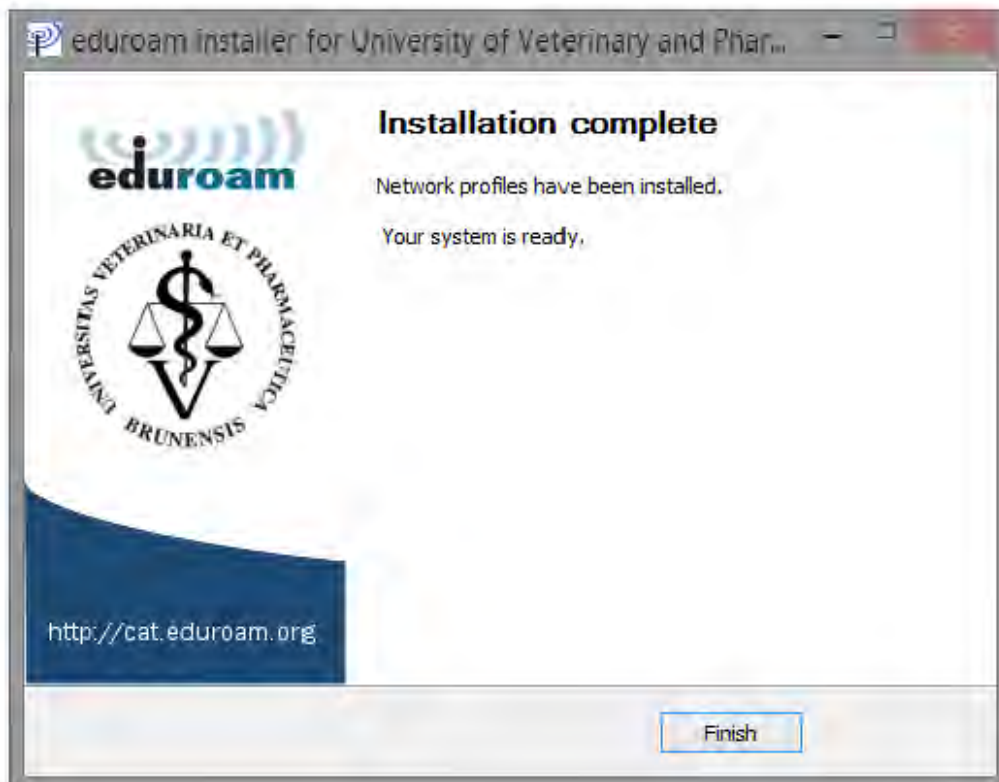 eduroam installer for University of Veterinary and Phar...
eduroam
UNIVERSITAS VETERINARIA ET PHARMACEUTICA
BRUNENSIS
Installation complete
Network profiles have been installed.
Your system is ready.
http://cat.eduroam.org
Finish